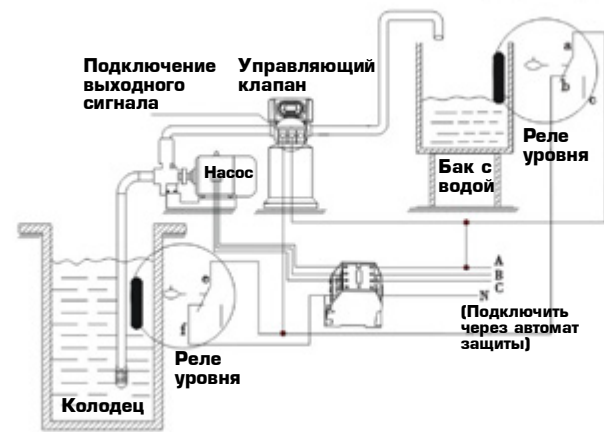 Подключение
выходного
сигнала
Управляющий
клапан
a
b
c
Реле
уровня
Бак с
водой
Насос
A
B
C
N
(Подключить
через автомат
защиты)
e
Реле
уровня
Колодец